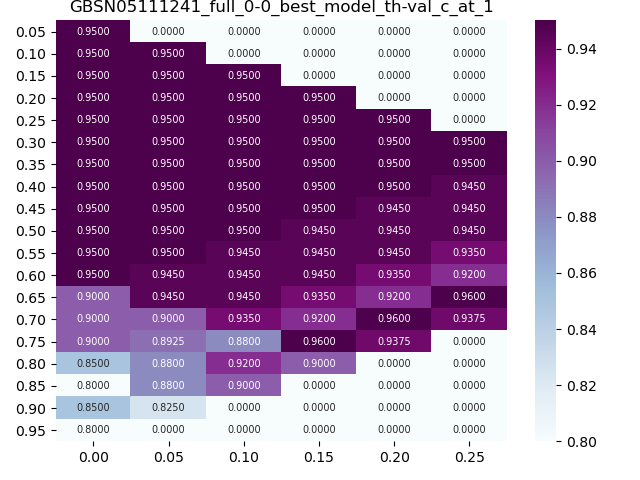 GBSN05111241_full_0-0_best_model_th-val_c_at_1
0.05 0.9500 0.0000 0.0000 0.0000 0.0000 0.0000
0.10 0.9500 0.9500 0.0000 0.0000 0.0000 0.0000
0.15 0.9500 0.9500 0.9500 0.0000 0.0000 0.0000
0.20 0.9500 0.9500 0.9500 0.9500 0.0000 0.0000
0.25 0.9500 0.9500 0.9500 0.9500 0.9500 0.0000
0.30 0.9500 0.9500 0.9500 0.9500 0.9500 0.9500
0.35 0.9500 0.9500 0.9500 0.9500 0.9500 0.9500
0.40 0.9500 0.9500 0.9500 0.9500 0.9500 0.9450
0.45 0.9500 0.9500 0.9500 0.9500 0.9450 0.9450
0.50 0.9500 0.9500 0.9500 0.9450 0.9450 0.9450
0.55 0.9500 0.9500 0.9450 0.9450 0.9450 0.9350
0.60 0.9500 0.9450 0.9450 0.9450 0.9350 0.9200
0.65 0.9000 0.9450 0.9450 0.9350 0.9200 0.9600
0.70 0.9000 0.9000 0.9350 0.9200 0.9600 0.9375
0.75 0.9000 0.8925 0.8800 0.9600 0.9375 0.0000
0.80 0.8500 0.8800 0.9200 0.9000 0.0000 0.0000
0.85 0.8000 0.8800 0.9000 0.0000 0.0000 0.0000
0.90 0.8500 0.8250 0.0000 0.0000 0.0000 0.0000
0.95 0.8000 0.0000 0.0000 0.0000 0.0000 0.0000
0.00 0.05 0.10 0.15 0.20 0.25
0.94
0.92
0.90
0.88
0.86
0.84
0.82
0.80